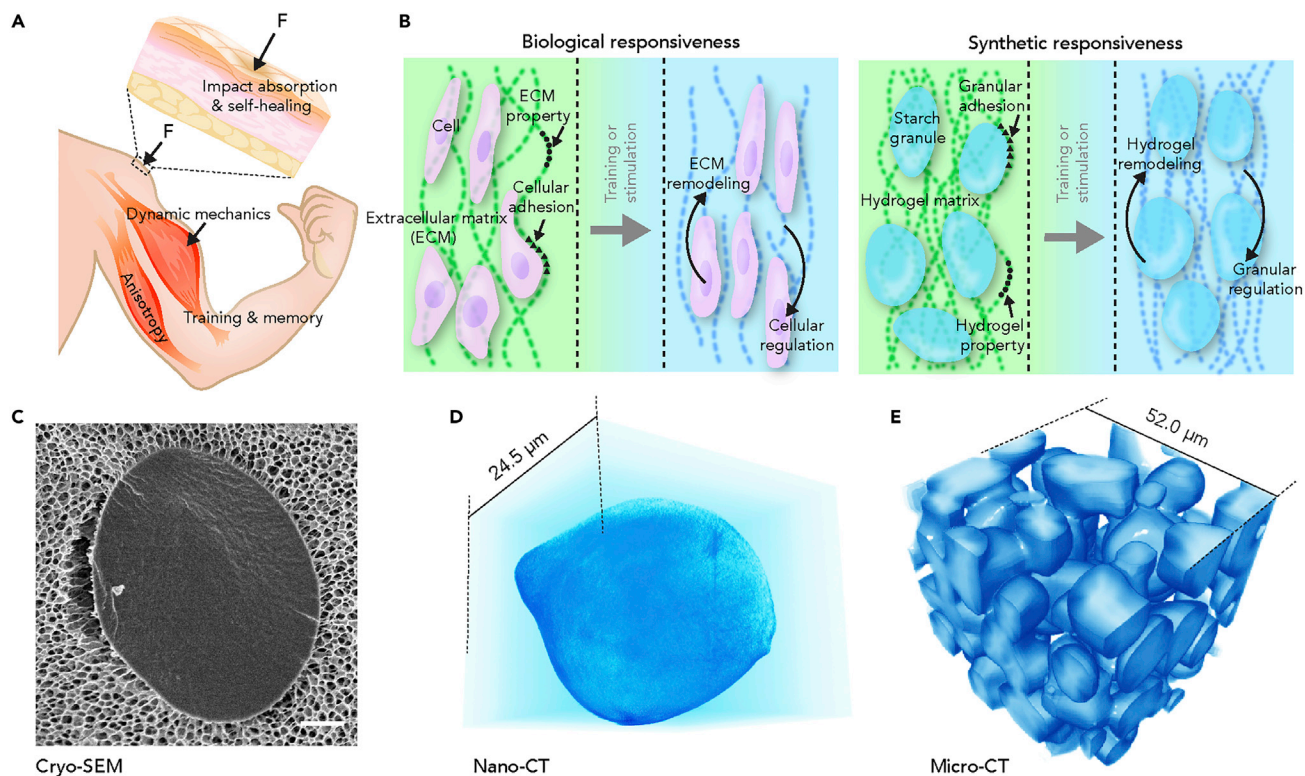 A
F
Impact absorption
& self-healing
F
Dynamic mechanics
Anisotropy
Training & memory
B
Biological responsiveness
Cell
ECM
property
Cellular
adhesion
Extracellular matrix
(ECM)
Training or
stimulation
ECM
remodeling
Cellular
regulation
Synthetic responsiveness
Starch
granule
Granular
adhesion
Hydrogel matrix
Hydrogel
property
Training or
stimulation
Hydrogel
remodeling
Granular
regulation
C
Cryo-SEM
D
24.5 µm
Nano-CT
E
52.0 µm
Micro-CT